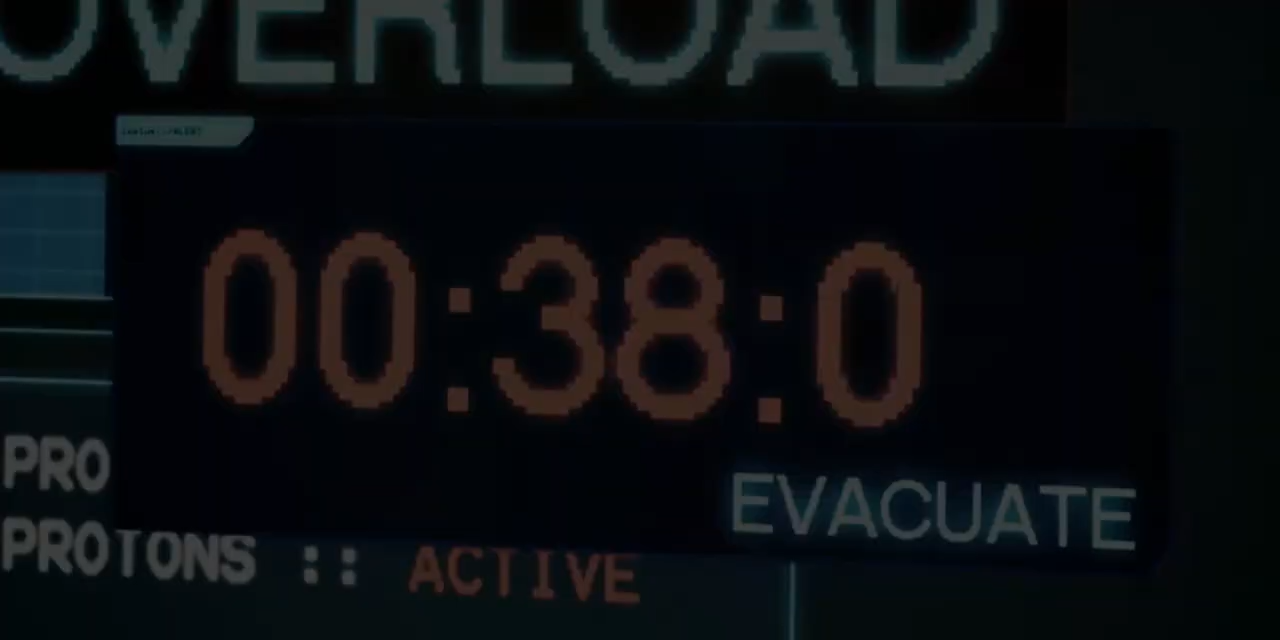 OVERLOAD
00:38:0
EVACUATE
PRO
PROTONS :: ACTIVE